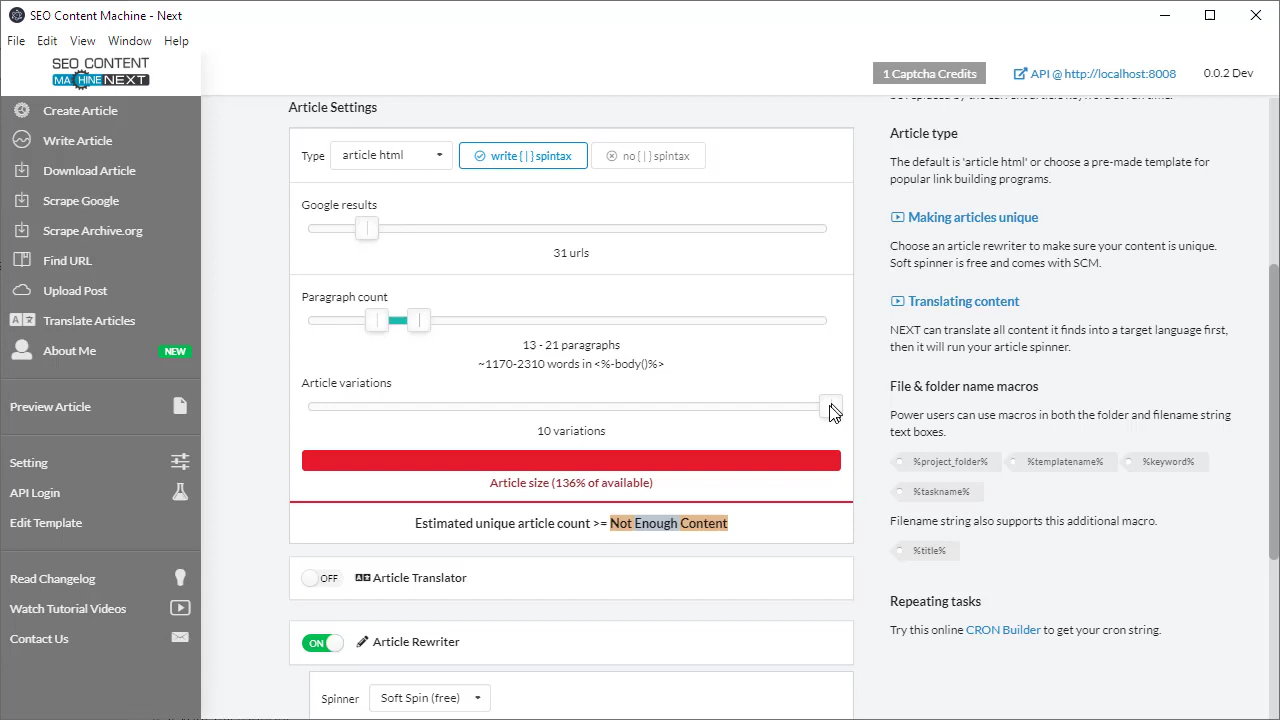 SEO Content Machine - Next
File Edit View Window Help
SEO CONTENT
MACHINE NEXT
1 Captcha Credits
API @ http://localhost:8008
0.0.2 Dev
Create Article
Write Article
Download Article
Scrape Google
Scrape Archive.org
Find URL
Upload Post
Translate Articles
About Me NEW
Preview Article
Setting
API Login
Edit Template
Read Changelog
Watch Tutorial Videos
Contact Us
Article Settings
Type article html write { | } spintax no { | } spintax
Google results
31 urls
Paragraph count
13 - 21 paragraphs
~1170-2310 words in <%-body()%>
Article variations
10 variations
Article size (136% of available)
Estimated unique article count >= Not Enough Content
OFF Article Translator
ON Article Rewriter
Spinner Soft Spin (free)
Article type
The default is 'article html' or choose a pre-made template for
popular link building programs.
Making articles unique
Choose an article rewriter to make sure your content is unique.
Soft spinner is free and comes with SCM.
Translating content
NEXT can translate all content it finds into a target language first,
then it will run your article spinner.
File & folder name macros
Power users can use macros in both the folder and filename string
text boxes.
%project_folder% %templatename% %keyword%
%taskname%
Filename string also supports this additional macro.
%title%
Repeating tasks
Try this online CRON Builder to get your cron string.